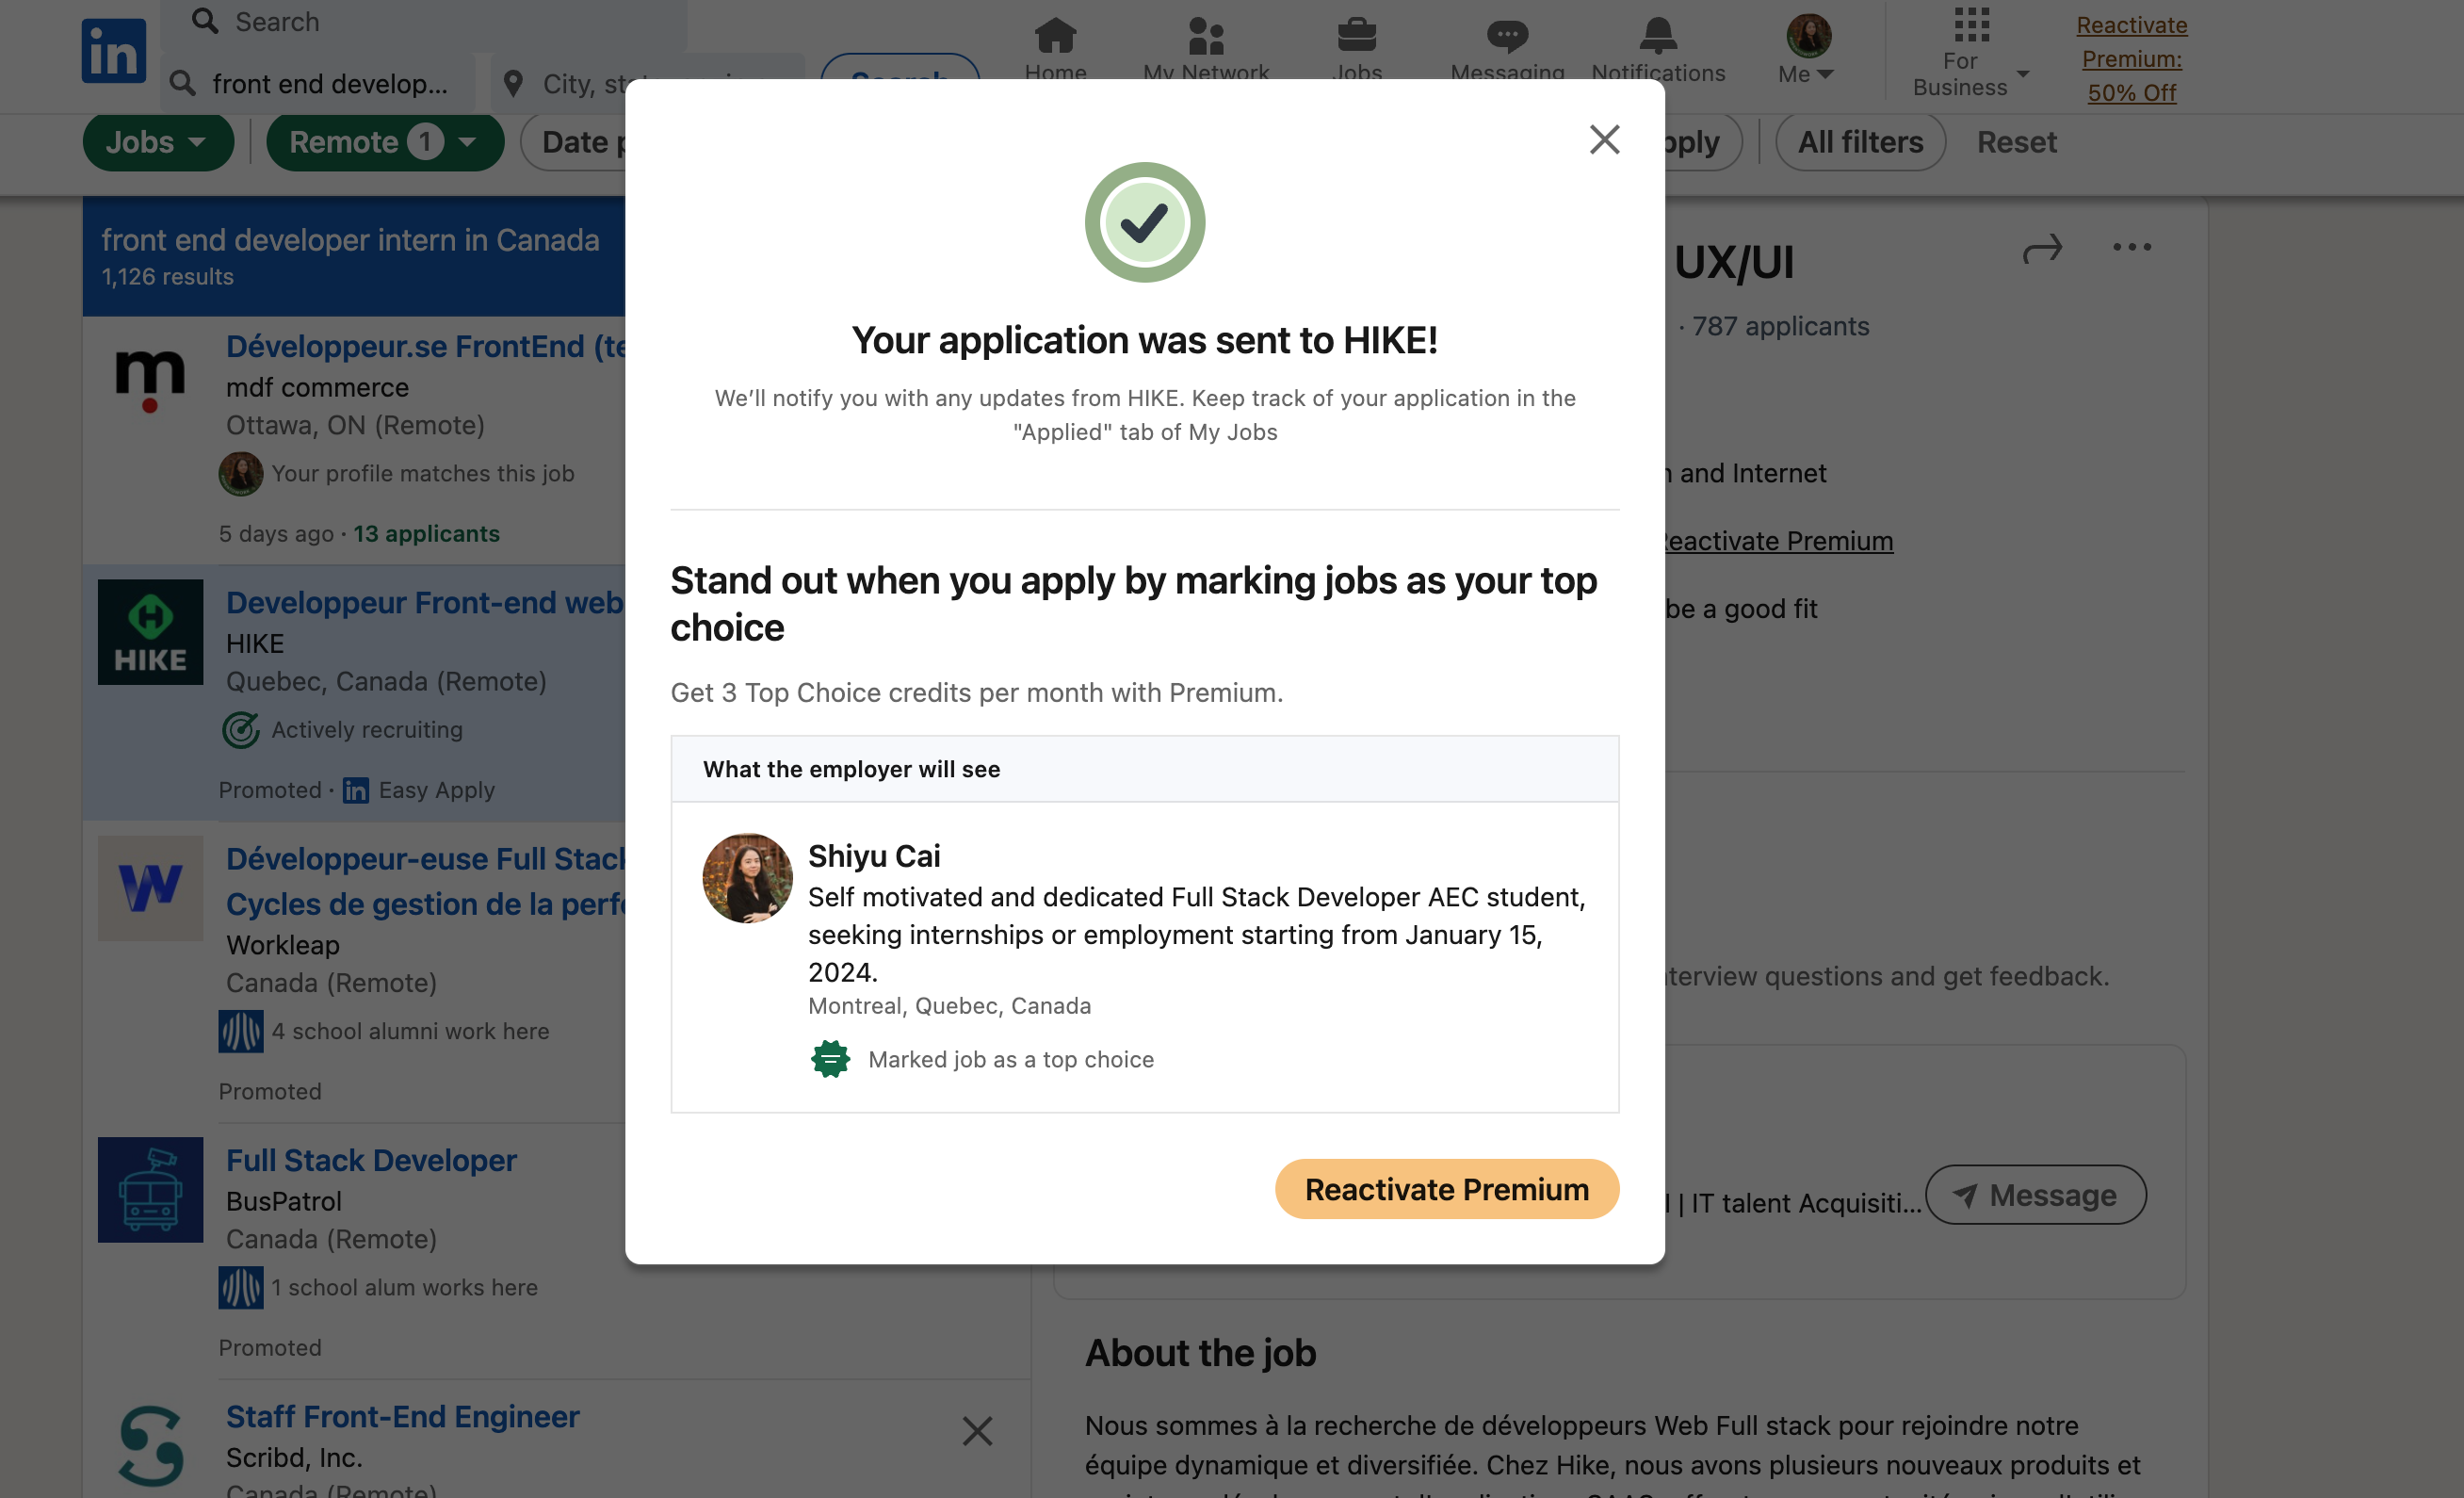 in
Search
front end develop...
City, st
Search
Home
My Network
Jobs
Messaging
Notifications
Me
For
Business
Reactivate
Premium:
50% Off
Jobs
Remote 1
Date
pply
All filters
Reset
front end developer intern in Canada
1,126 results
m
Développeur.se FrontEnd (te
mdf commerce
Ottawa, ON (Remote)
Your profile matches this job
5 days ago · 13 applicants
HIKE
Developpeur Front-end web
HIKE
Quebec, Canada (Remote)
Actively recruiting
Promoted · in Easy Apply
W
Développeur-euse Full Stack
Cycles de gestion de la perfo
Workleap
Canada (Remote)
4 school alumni work here
Promoted
Full Stack Developer
BusPatrol
Canada (Remote)
1 school alum works here
Promoted
Staff Front-End Engineer
Scribd, Inc.
Canada (Remote)
Your application was sent to HIKE!
We’ll notify you with any updates from HIKE. Keep track of your application in the
"Applied" tab of My Jobs
Stand out when you apply by marking jobs as your top
choice
Get 3 Top Choice credits per month with Premium.
What the employer will see
Shiyu Cai
Self motivated and dedicated Full Stack Developer AEC student,
seeking internships or employment starting from January 15,
2024.
Montreal, Quebec, Canada
Marked job as a top choice
Reactivate Premium
UX/UI
· 787 applicants
and Internet
Reactivate Premium
be a good fit
terview questions and get feedback.
| IT talent Acquisiti...
Message
About the job
Nous sommes à la recherche de développeurs Web Full stack pour rejoindre notre
équipe dynamique et diversifiée. Chez Hike, nous avons plusieurs nouveaux produits et